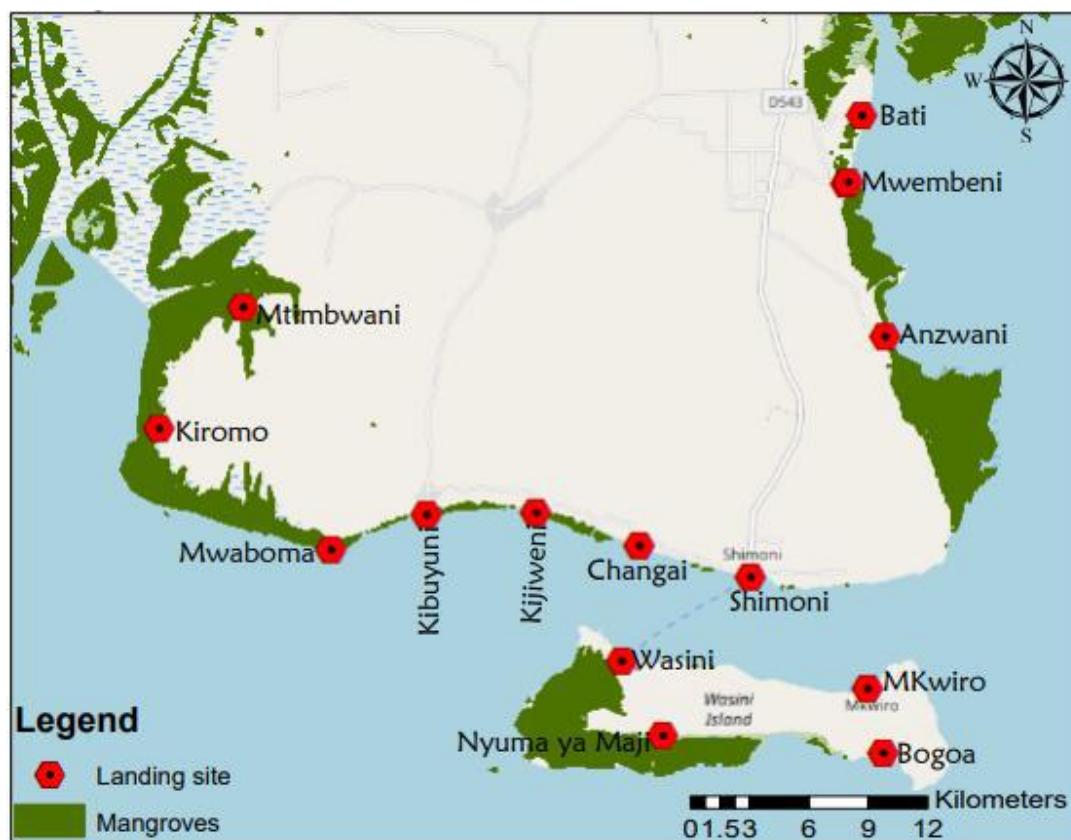 N
W
S
D543
Bati
Mwembeni
Mtimbwani
Anzwani
Kiromo
Mwaboma
Kibuyuni
Kijiweni
Changai
Shimoni
Shimoni
Wasini
MKwiro
Mkwiro
Wasini
Island
Nyuma ya Maji
Bogoa
Legend
Landing site
Mangroves
Kilometers
0 1.5 3 6 9 12